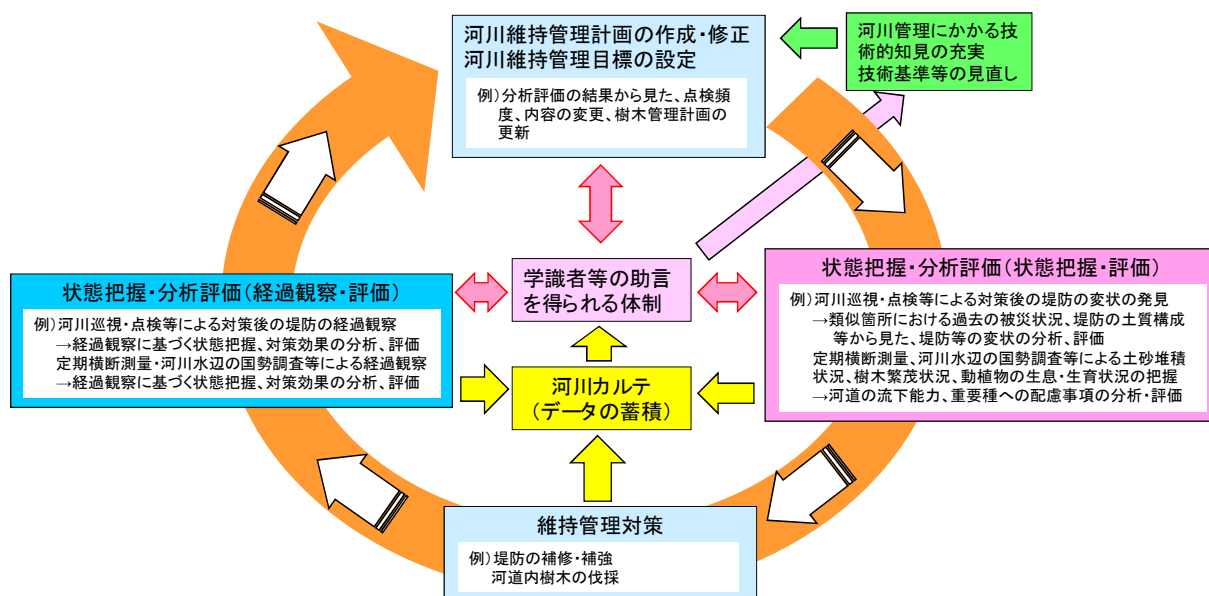 河川維持管理計画の作成・修正
河川維持管理目標の設定
例)分析評価の結果から見た、点検頻
度、内容の変更、樹木管理計画の
更新
河川管理にかかる技
術的知見の充実
技術基準等の見直し
学識者等の助言
を得られる体制
状態把握・分析評価(経過観察・評価)
例)河川巡視・点検等による対策後の堤防の経過観察
→経過観察に基づく状態把握、対策効果の分析、評価
定期横断測量・河川水辺の国勢調査等による経過観察
→経過観察に基づく状態把握、対策効果の分析、評価
状態把握・分析評価(状態把握・評価)
例)河川巡視・点検等による対策後の堤防の変状の発見
→類似箇所における過去の被災状況、堤防の土質構成
等から見た、堤防等の変状の分析、評価
定期横断測量、河川水辺の国勢調査等による土砂堆積
状況、樹木繁茂状況、動植物の生息・生育状況の把握
→河道の流下能力、重要種への配慮事項の分析・評価
河川カルテ
(データの蓄積)
維持管理対策
例)堤防の補修・補強
河道内樹木の伐採